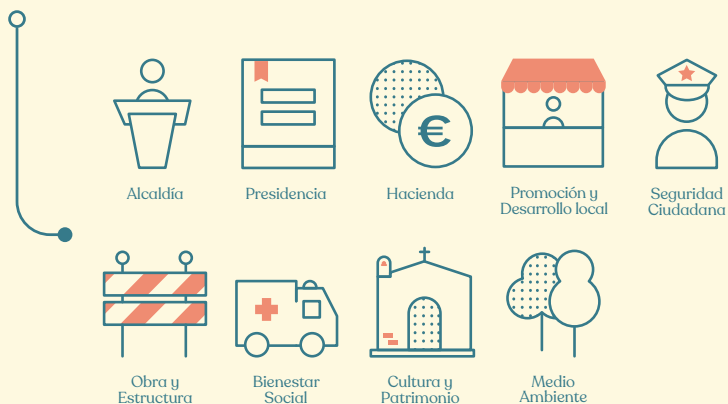 €
Alcaldía
Presidencia
Hacienda
Promoción y
Desarrollo local
Seguridad
Ciudadana
Obra y
Estructura
Bienestar
Social
Cultura y
Patrimonio
Medio
Ambiente